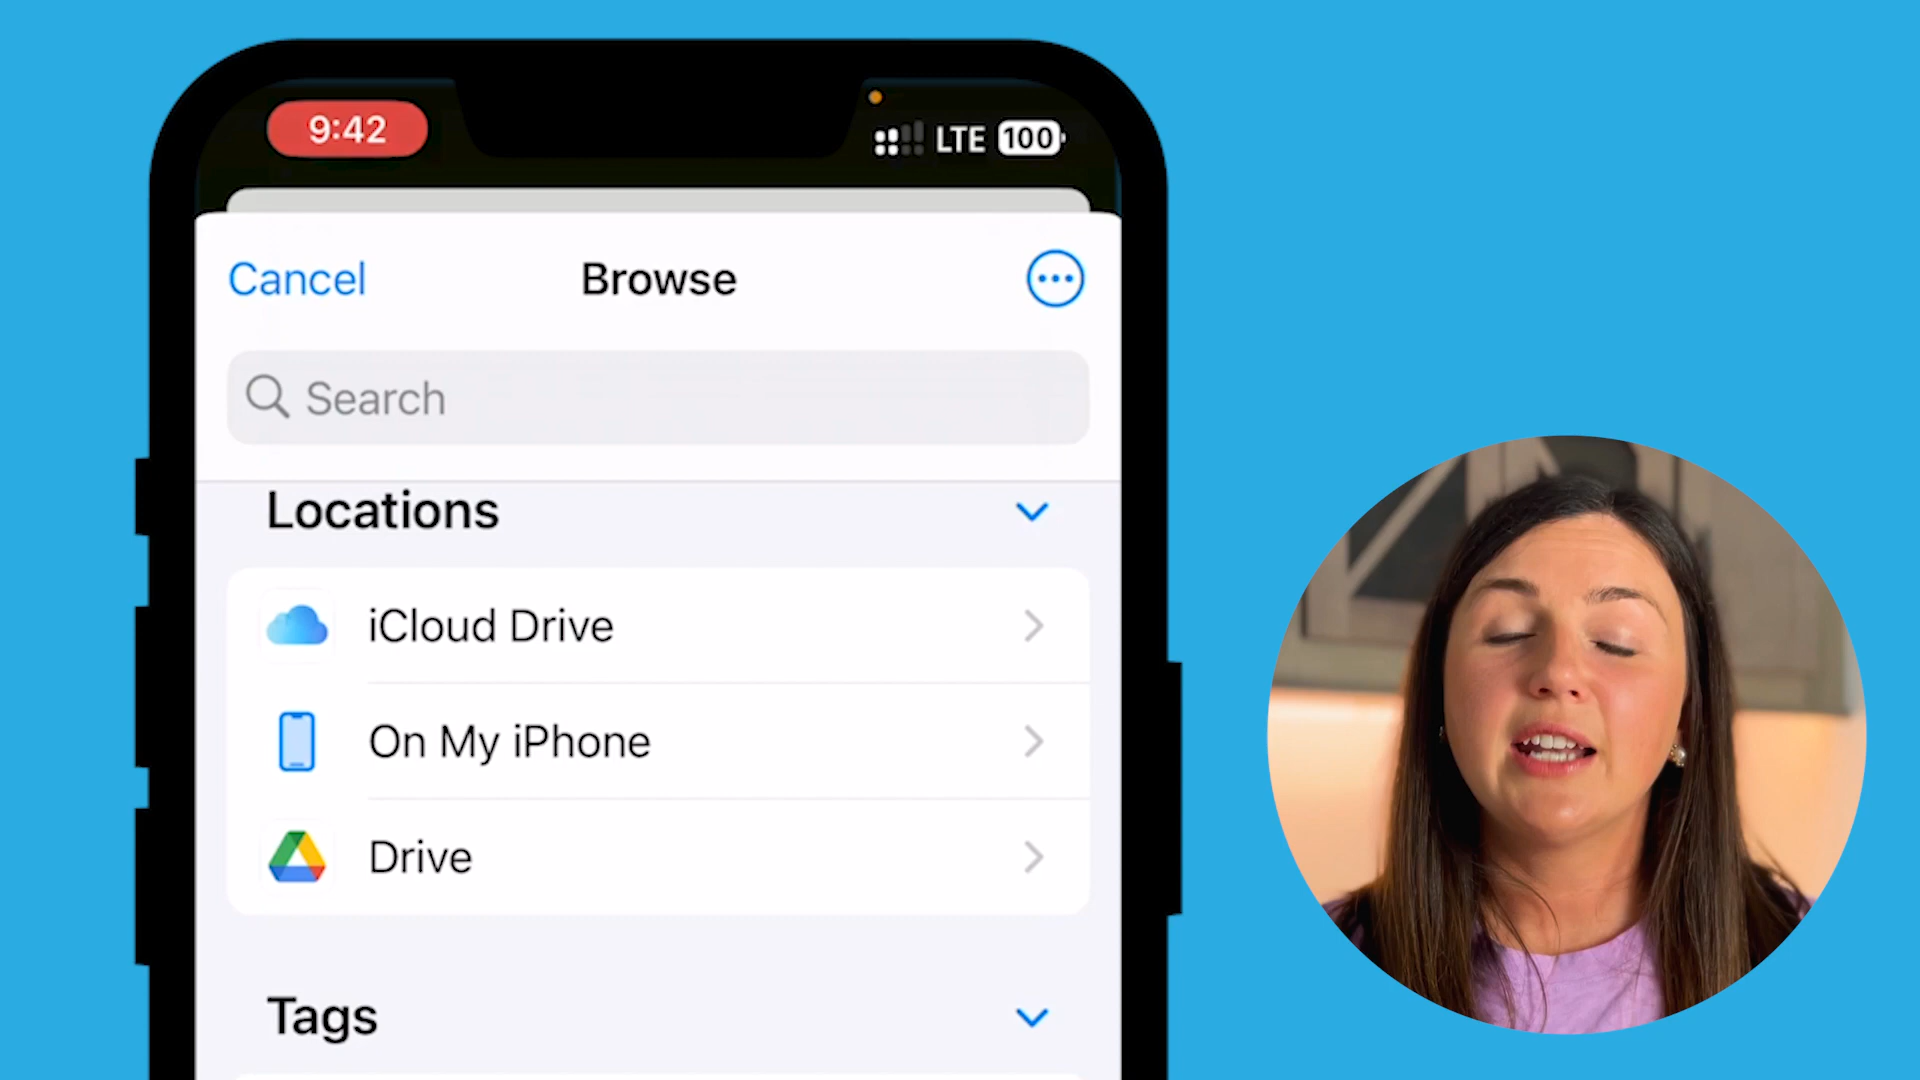 9:42
LTE 100
Cancel
Browse
Search
Locations
iCloud Drive
On My iPhone
Drive
Tags